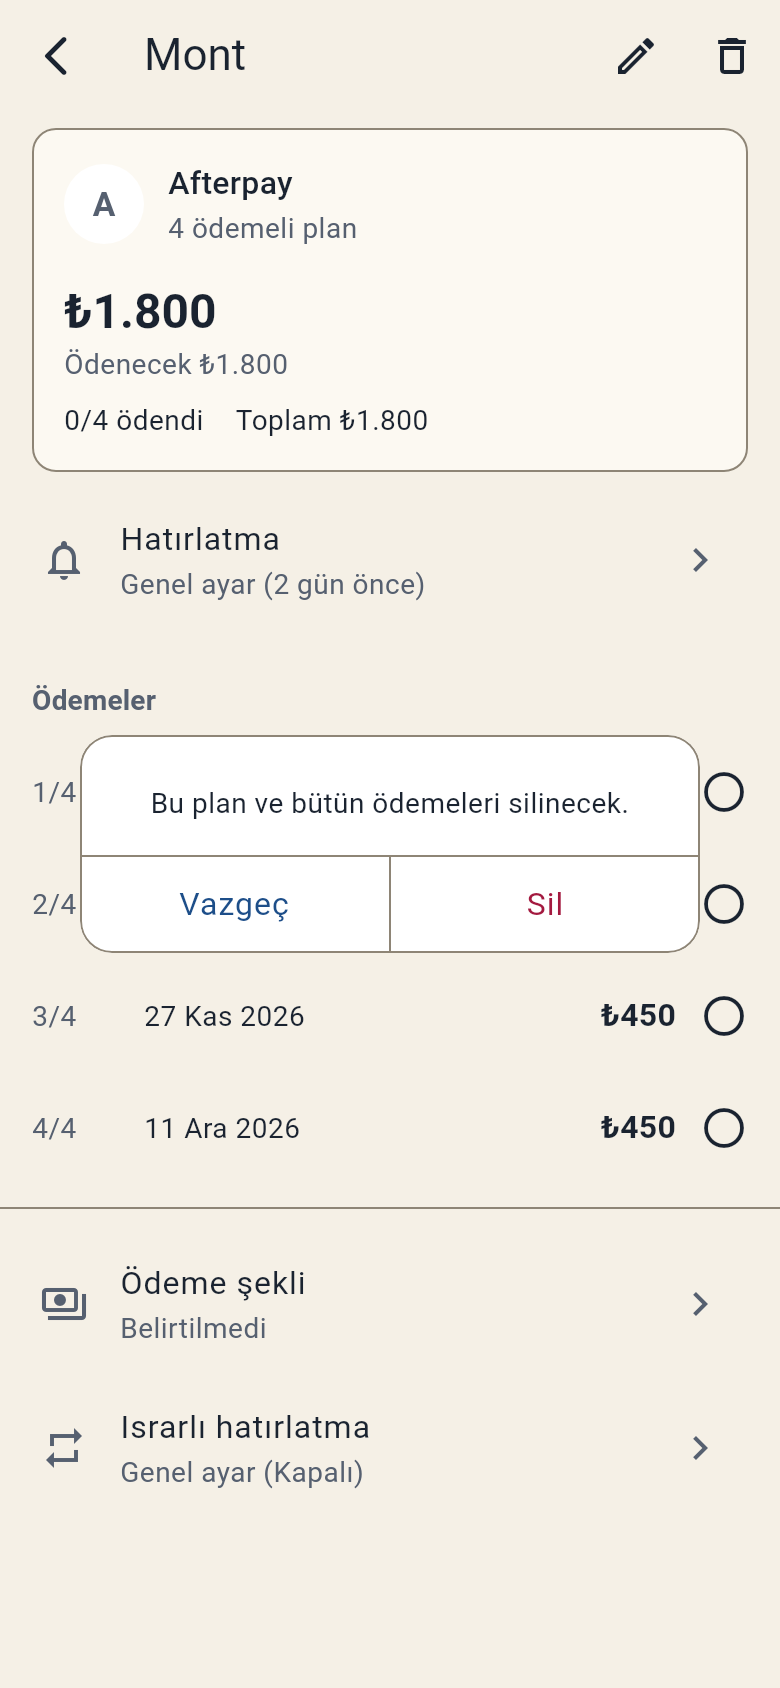 Mont
A
Afterpay
4 ödemeli plan
₺1.800
Ödenecek ₺1.800
0/4 ödendi Toplam ₺1.800
Hatırlatma
Genel ayar (2 gün önce)
Ödemeler
1/4
Bu plan ve bütün ödemeleri silinecek.
2/4
Vazgeç Sil
3/4 27 Kas 2026 ₺450
4/4 11 Ara 2026 ₺450
Ödeme şekli
Belirtilmedi
Israrlı hatırlatma
Genel ayar (Kapalı)